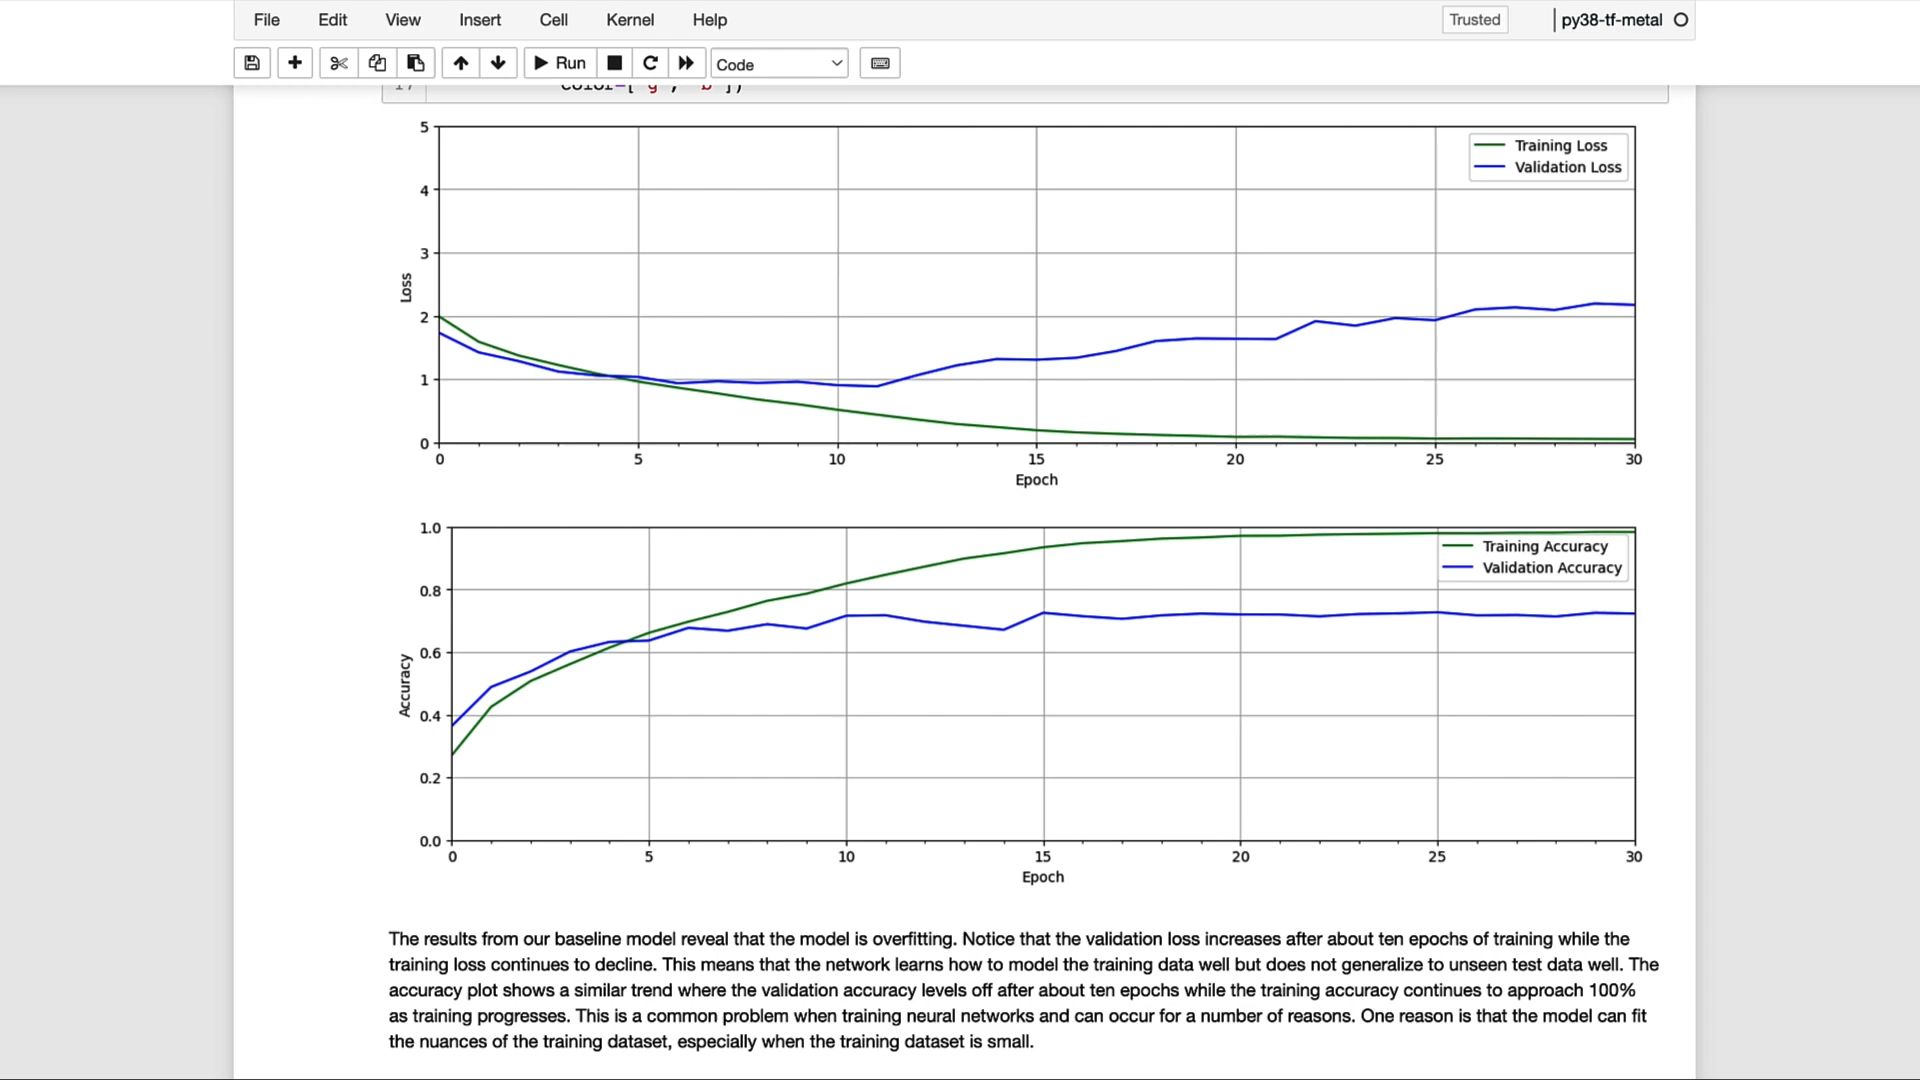 File Edit View Insert Cell Kernel Help Trusted py38-tf-metal
Run Code
5
4
3
2
1
0
Loss
Training Loss
Validation Loss
0 5 10 15 20 25 30
Epoch
1.0
0.8
0.6
0.4
0.2
0.0
Accuracy
Training Accuracy
Validation Accuracy
0 5 10 15 20 25 30
Epoch
The results from our baseline model reveal that the model is overfitting. Notice that the validation loss increases after about ten epochs of training while the
training loss continues to decline. This means that the network learns how to model the training data well but does not generalize to unseen test data well. The
accuracy plot shows a similar trend where the validation accuracy levels off after about ten epochs while the training accuracy continues to approach 100%
as training progresses. This is a common problem when training neural networks and can occur for a number of reasons. One reason is that the model can fit
the nuances of the training dataset, especially when the training dataset is small.